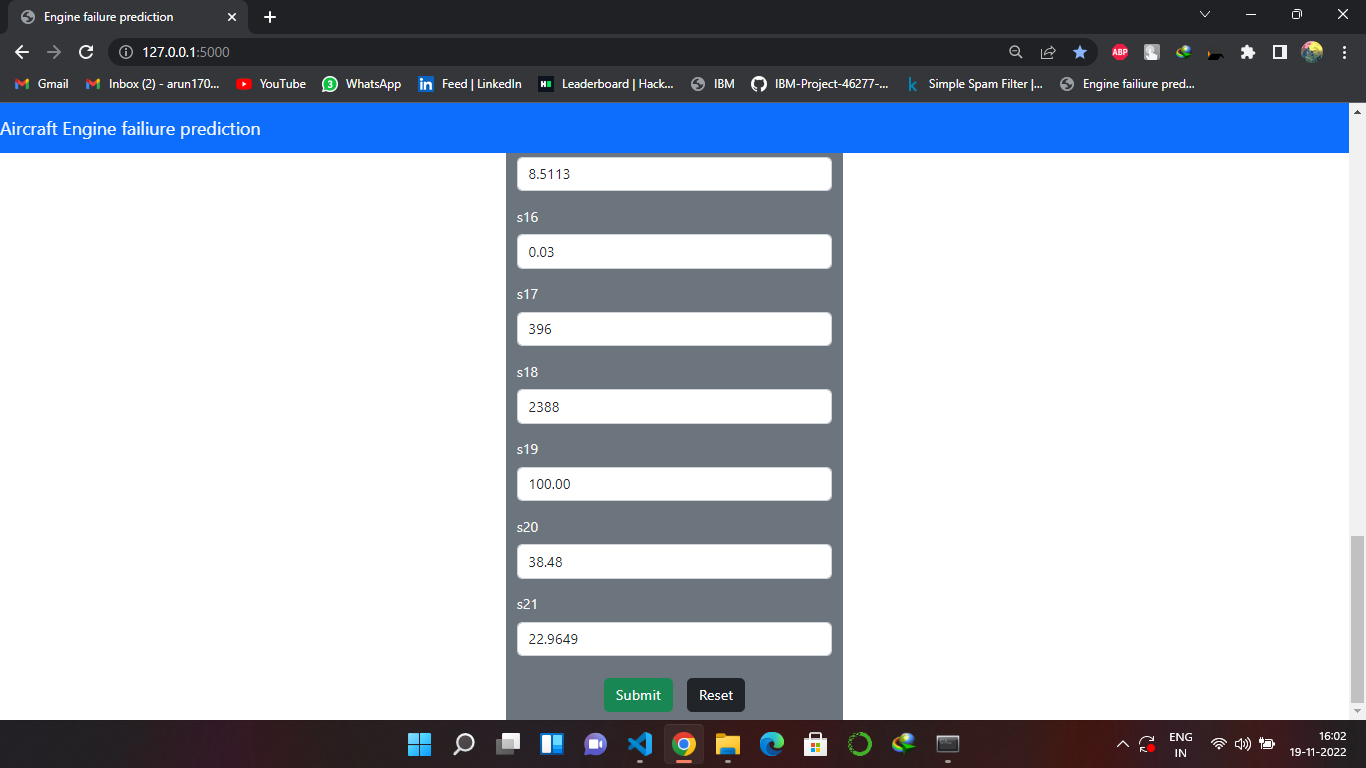 Engine failure prediction
127.0.0.1:5000
ABP
Gmail
Inbox (2) - arun170...
YouTube
3 WhatsApp
in Feed | LinkedIn
Leaderboard | Hack...
IBM
IBM-Project-46277-...
k Simple Spam Filter |...
Engine failiure pred...
Aircraft Engine failiure prediction
8.5113
s16
0.03
s17
396
s18
2388
s19
100.00
s20
38.48
s21
22.9649
Submit
Reset
ENG
IN
16:02
19-11-2022